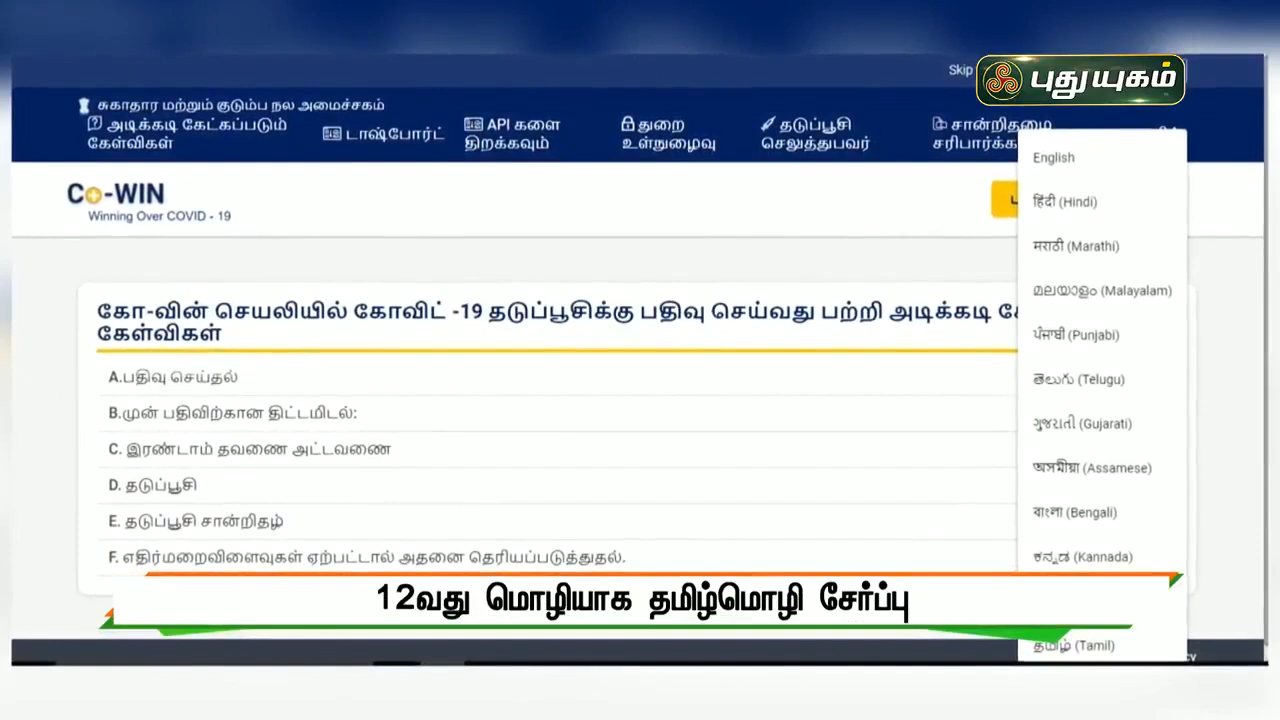 Skip
புதுயுகம்
சுகாதார மற்றும் குடும்ப நல அமைச்சகம்
அடிக்கடி கேட்கப்படும்
கேள்விகள்
டாஷ்போர்ட்
API களை
திறக்கவும்
துறை
உள்நுழைவு
தடுப்பூசி
செலுத்துபவர்
சான்றிதழை
Co-WIN
Winning Over COVID - 19
கோ-வின் செயலியில் கோவிட் -19 தடுப்பூசிக்கு பதிவு செய்வது பற்றி அடிக்கடி
கேள்விகள்
A.பதிவு செய்தல்
B.முன் பதிவிற்கான திட்டமிடல்:
C. இரண்டாம் தவணை அட்டவணை
D. தடுப்பூசி
E. தடுப்பூசி சான்றிதழ்
F. எதிர்மறைவிளைவுகள் ஏற்பட்டால் அதனை தெரியப்படுத்துதல்.
English
हिंदी (Hindi)
मराठी (Marathi)
മലയാളം (Malayalam)
ਪੰਜਾਬੀ (Punjabi)
తెలుగు (Telugu)
ગુજરાતી (Gujarati)
অসমীয়া (Assamese)
বাংলা (Bengali)
ಕನ್ನಡ (Kannada)
தமிழ் (Tamil)
12வது மொழியாக தமிழ்மொழி சேர்ப்பு